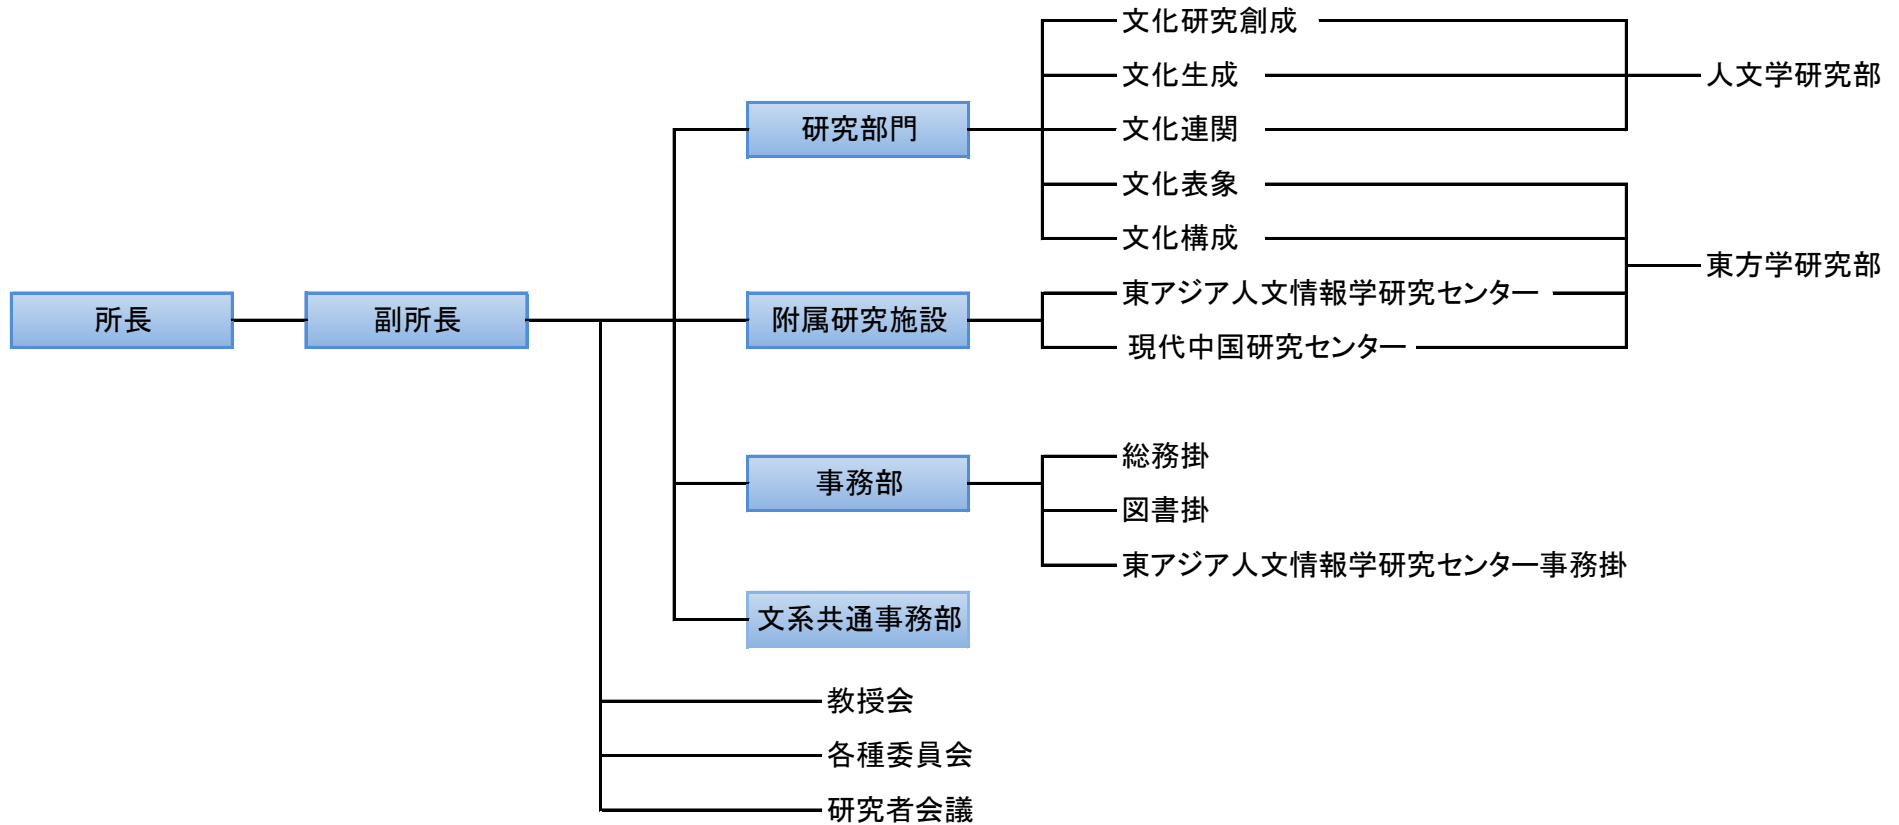 文化研究創成
文化生成
人文学研究部
研究部門
文化連関
文化表象
文化構成
東方学研究部
所長
副所長
附属研究施設
東アジア人文情報学研究センター
現代中国研究センター
総務掛
事務部
図書掛
東アジア人文情報学研究センター事務掛
文系共通事務部
教授会
各種委員会
研究者会議